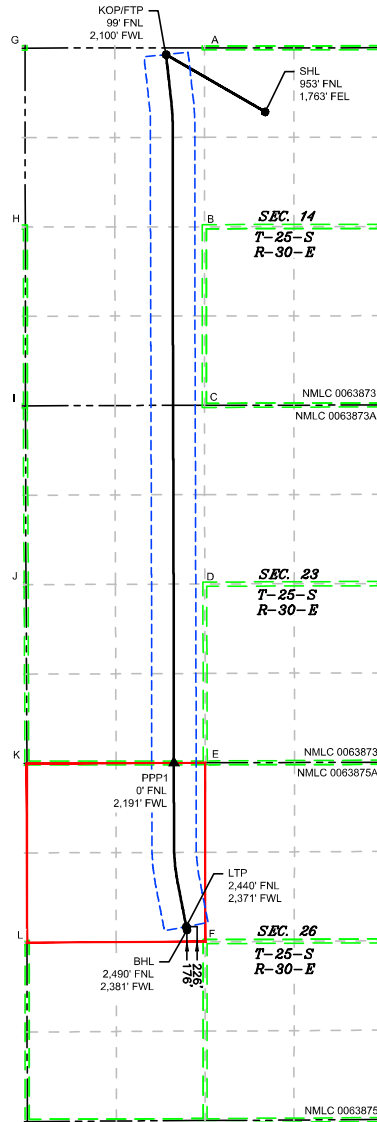 KOP/FTP
99' FNL
2,100' FWL
G
A
SHL
953' FNL
1,763' FEL
H
B
SEC. 14
T-25-S
R-30-E
I
C
NMLC 0063873
NMLC 0063873A
J
D
SEC. 23
T-25-S
R-30-E
K
E
NMLC 0063873
NMLC 0063875A
PPP1
0' FNL
2,191' FWL
LTP
2,440' FNL
2,371' FWL
L
F
SEC. 26
T-25-S
R-30-E
BHL
2,490' FNL
2,381' FWL
176'
226'
NMLC 0063875